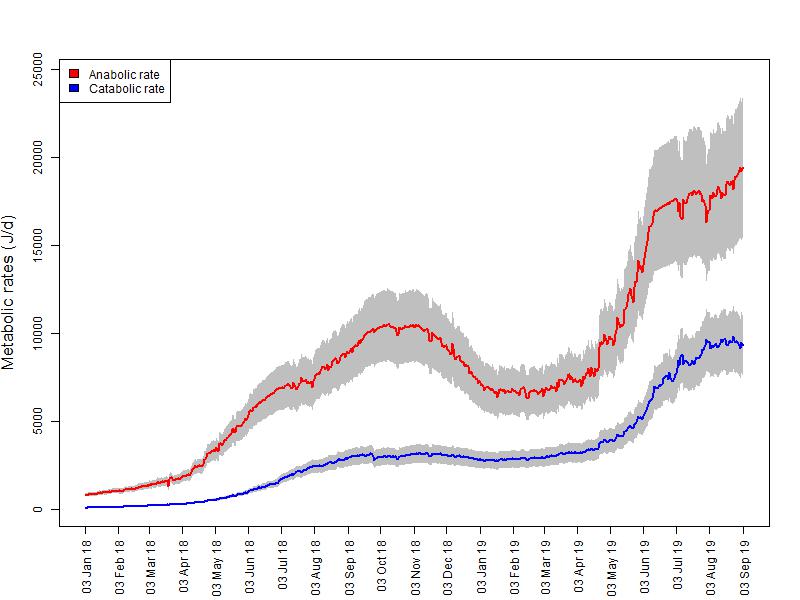 Anabolic rate
Catabolic rate
Metabolic rates (J/d)
25000
20000
15000
10000
5000
0
03 Jan 18
03 Feb 18
03 Mar 18
03 Apr 18
03 May 18
03 Jun 18
03 Jul 18
03 Aug 18
03 Sep 18
03 Oct 18
03 Nov 18
03 Dec 18
03 Jan 19
03 Feb 19
03 Mar 19
03 Apr 19
03 May 19
03 Jun 19
03 Jul 19
03 Aug 19
03 Sep 19